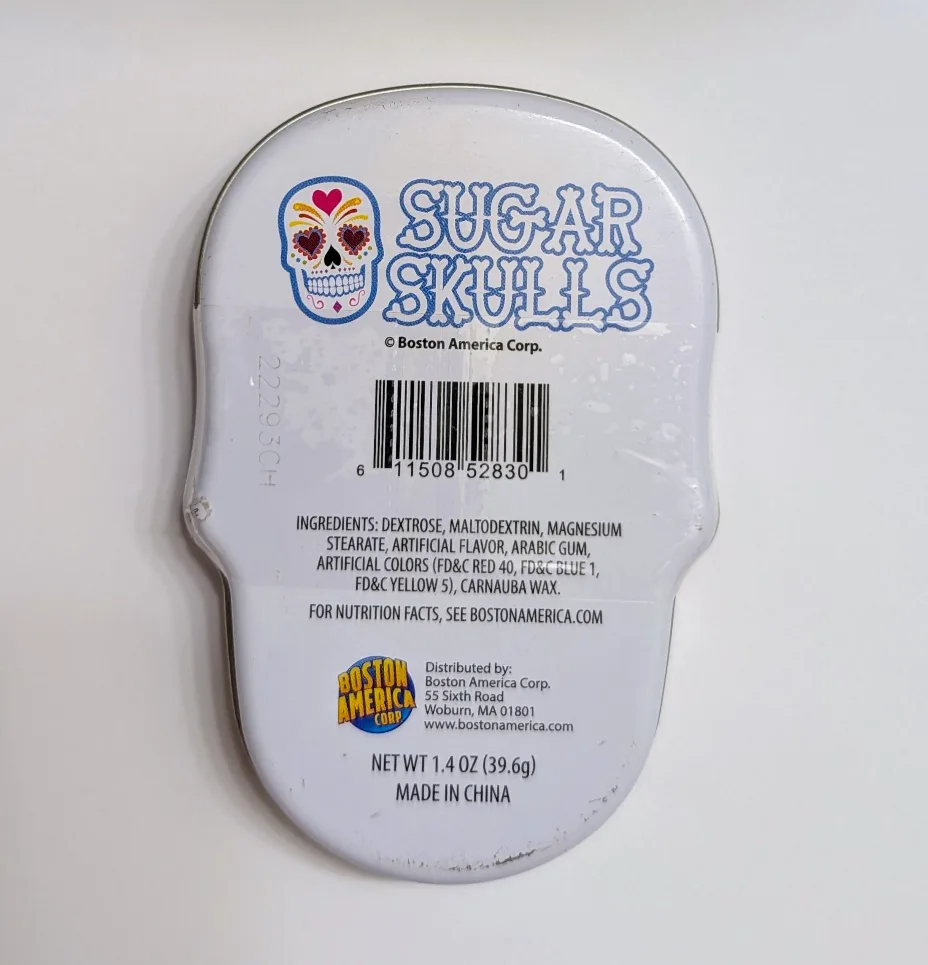 SUGAR
SKULLS
© Boston America Corp.
22293CH
6 11508 52830 1
INGREDIENTS: DEXTROSE, MALTODEXTRIN, MAGNESIUM
STEARATE, ARTIFICIAL FLAVOR, ARABIC GUM,
ARTIFICIAL COLORS (FD&C RED 40, FD&C BLUE 1,
FD&C YELLOW 5), CARNAUBA WAX.
FOR NUTRITION FACTS, SEE BOSTONAMERICA.COM
BOSTON
AMERICA
CORP
Distributed by:
Boston America Corp.
55 Sixth Road
Woburn, MA 01801
www.bostonamerica.com
NET WT 1.4 OZ (39.6g)
MADE IN CHINA